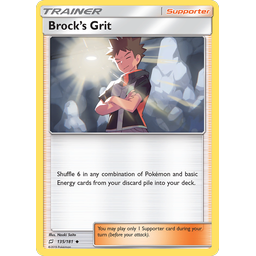 TRAINER
Supporter
Brock's Grit
Shuffle 6 in any combination of Pokémon and basic
Energy cards from your discard pile into your deck.
Illus. Naoki Saito
135/181
You may play only 1 Supporter card during your
turn (before your attack).